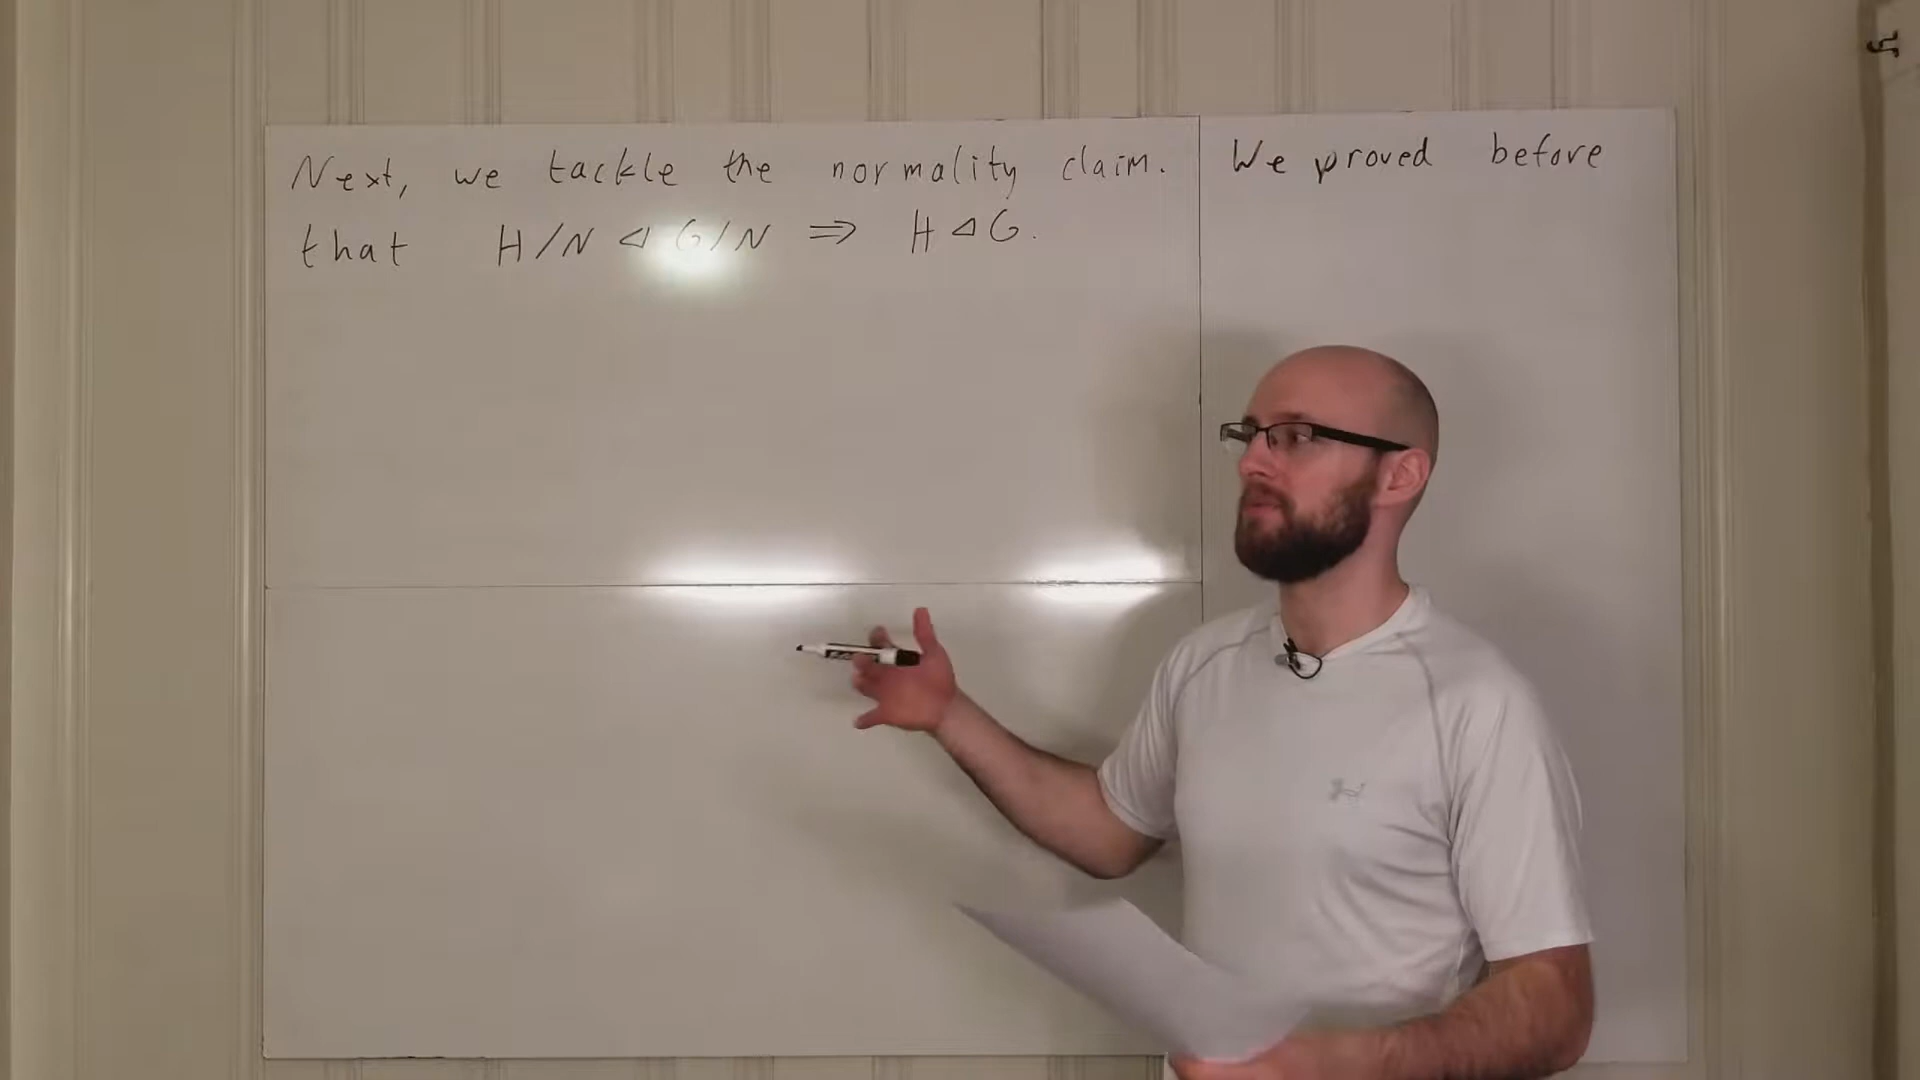 Next, we tackle the normality claim. We proved before
that H/N ⊲ G/N ⇒ H ⊲ G.